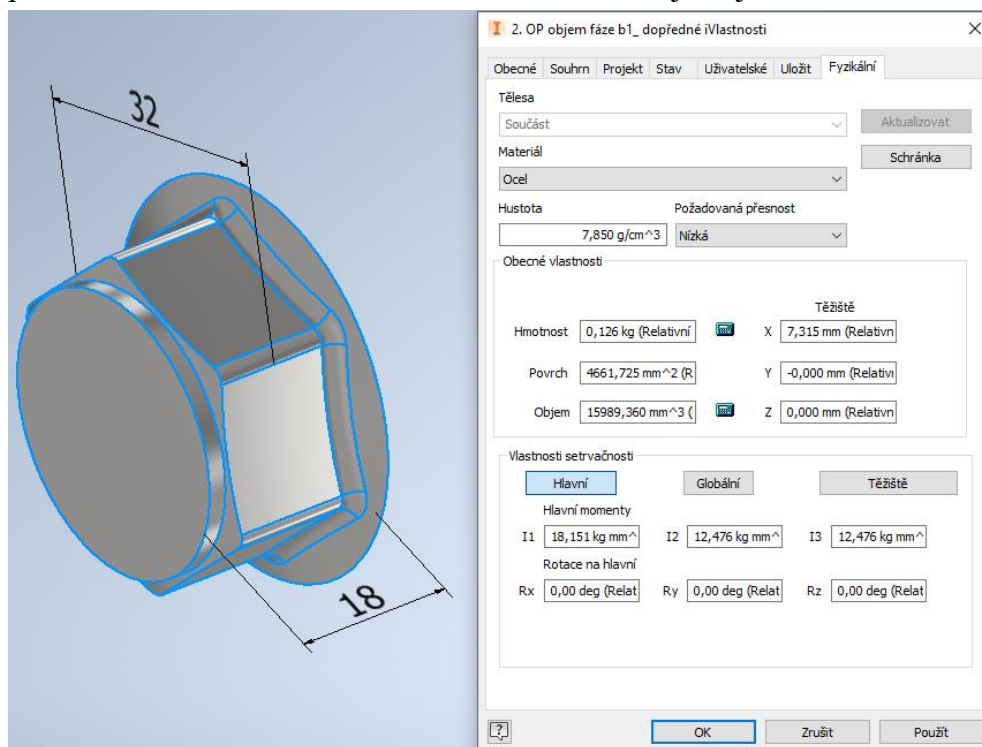 2. OP objem fáze b1_ dopředné iVlastnosti
Obecné Souhrn Projekt Stav Uživatelské Uložit Fyzikální
Tělesa
Součást
Aktualizovat
Materiál
Schránka
Ocel
Hustota Požadovaná přesnost
7,850 g/cm^3 Nízká
Obecné vlastnosti
Těžiště
Hmotnost 0,126 kg (Relativní X 7,315 mm (Relativn
Povrch 4661,725 mm^2 (R Y -0,000 mm (Relativi
Objem 15989,360 mm^3 ( Z 0,000 mm (Relativn
Vlastnosti setrvačnosti
Hlavní Globální Těžiště
Hlavní momenty
I1 18,151 kg mm^ I2 12,476 kg mm^ I3 12,476 kg mm^
Rotace na hlavní
Rx 0,00 deg (Relat Ry 0,00 deg (Relat Rz 0,00 deg (Relat
OK Zrušit Použít
32
18